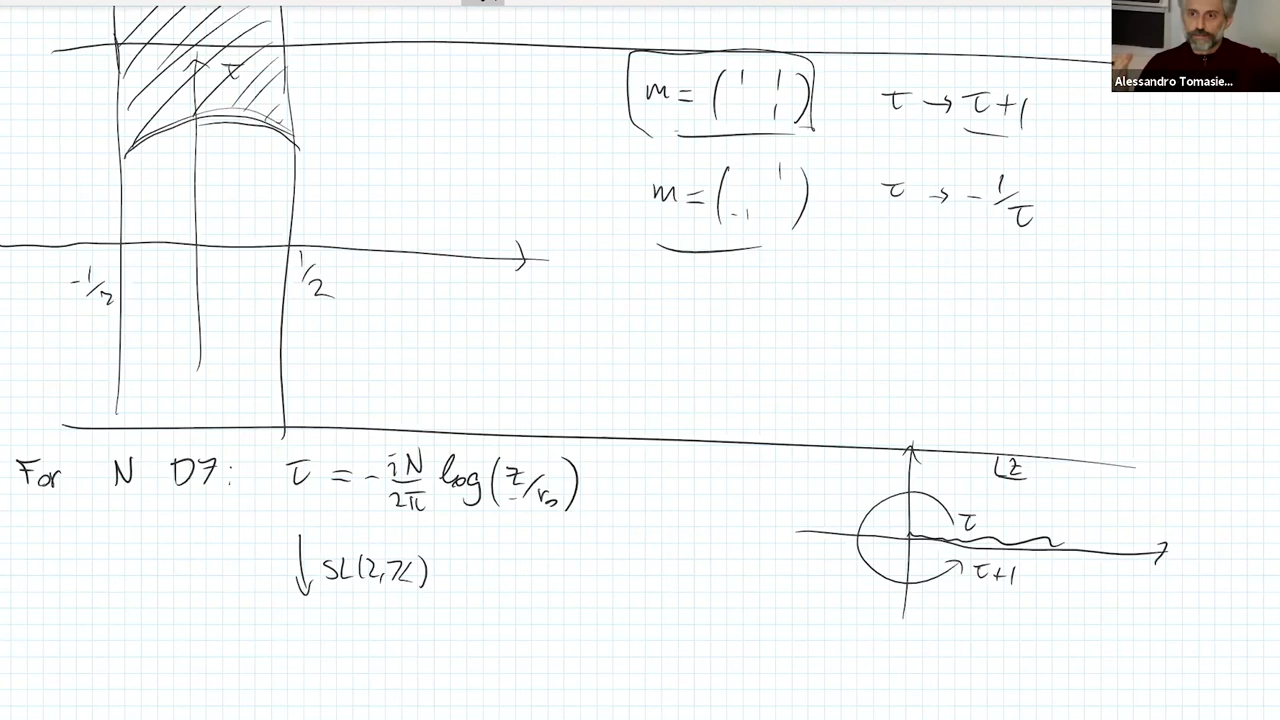 Alessandro Tomasie...
τ
m = ( 1 1 1 ) τ → τ+1
m = ( 1 -1 ) τ → - 1/τ
-1/2 1/2
For N D7: τ = - iN/2π log(z/r₀)
↓ SL(2,ℤ)
z
τ
τ+1